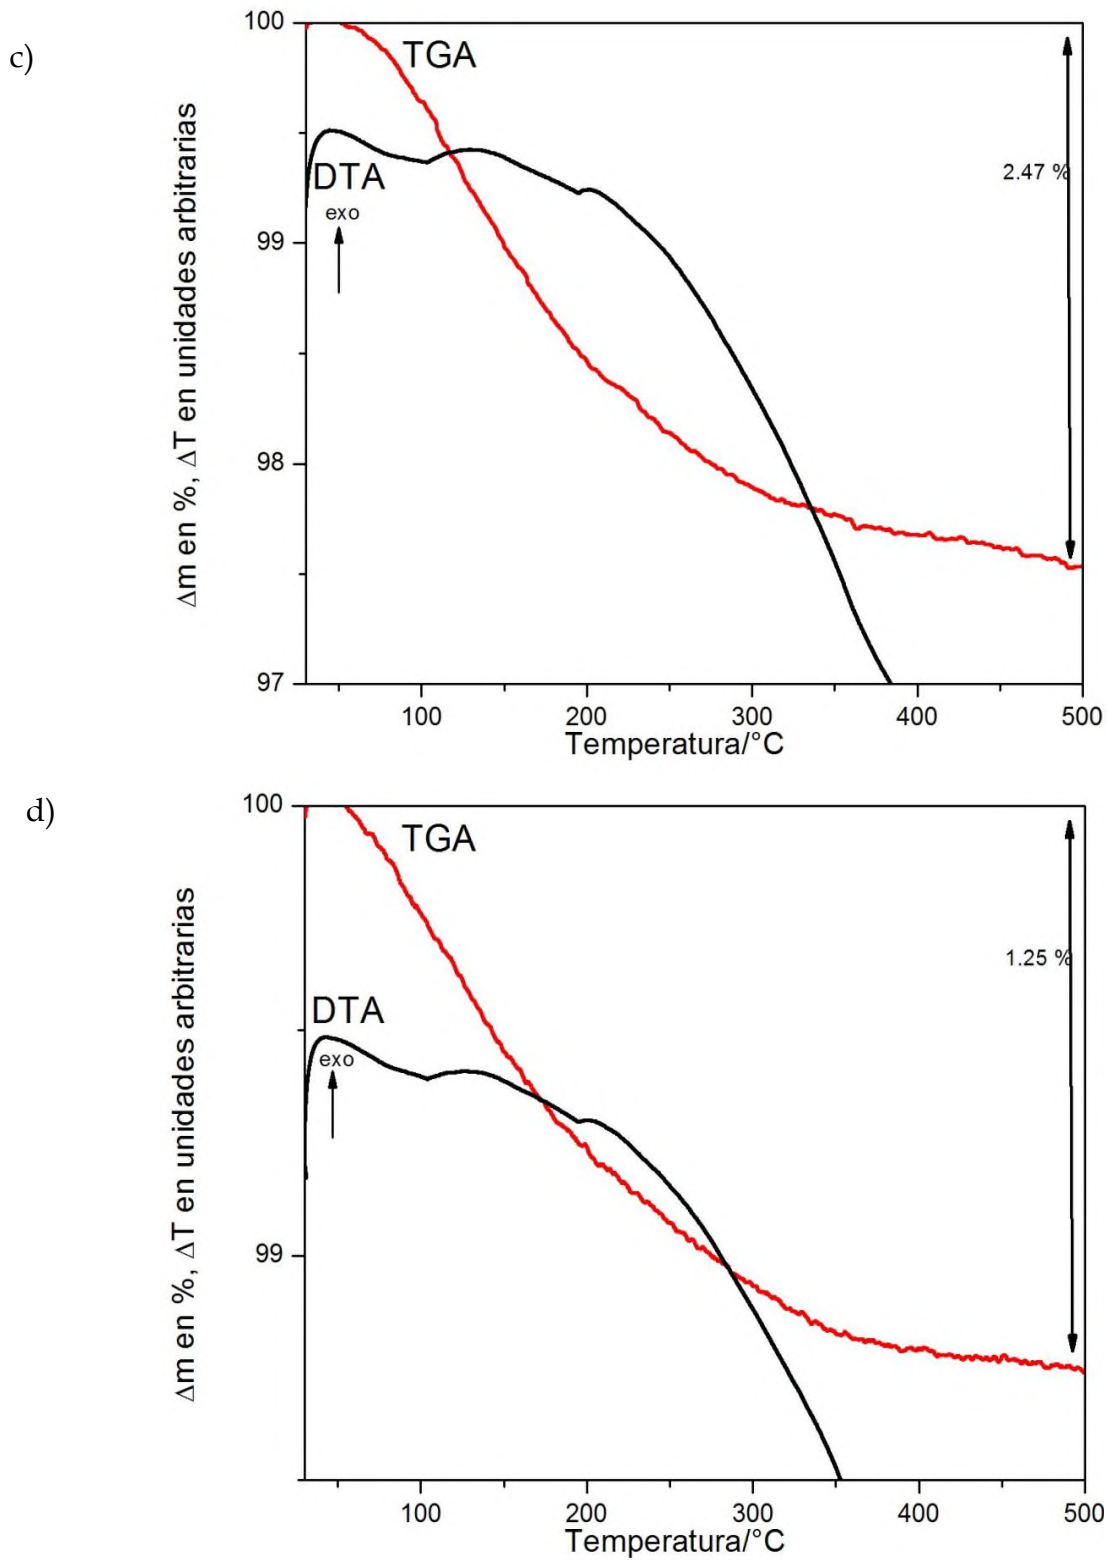 c)
100
TGA
DTA
exo
2.47 %
99
98
97
Δm en %, ΔT en unidades arbitrarias
100
200
300
400
500
Temperatura/°C
d)
100
TGA
DTA
exo
1.25 %
99
Δm en %, ΔT en unidades arbitrarias
100
200
300
400
500
Temperatura/°C